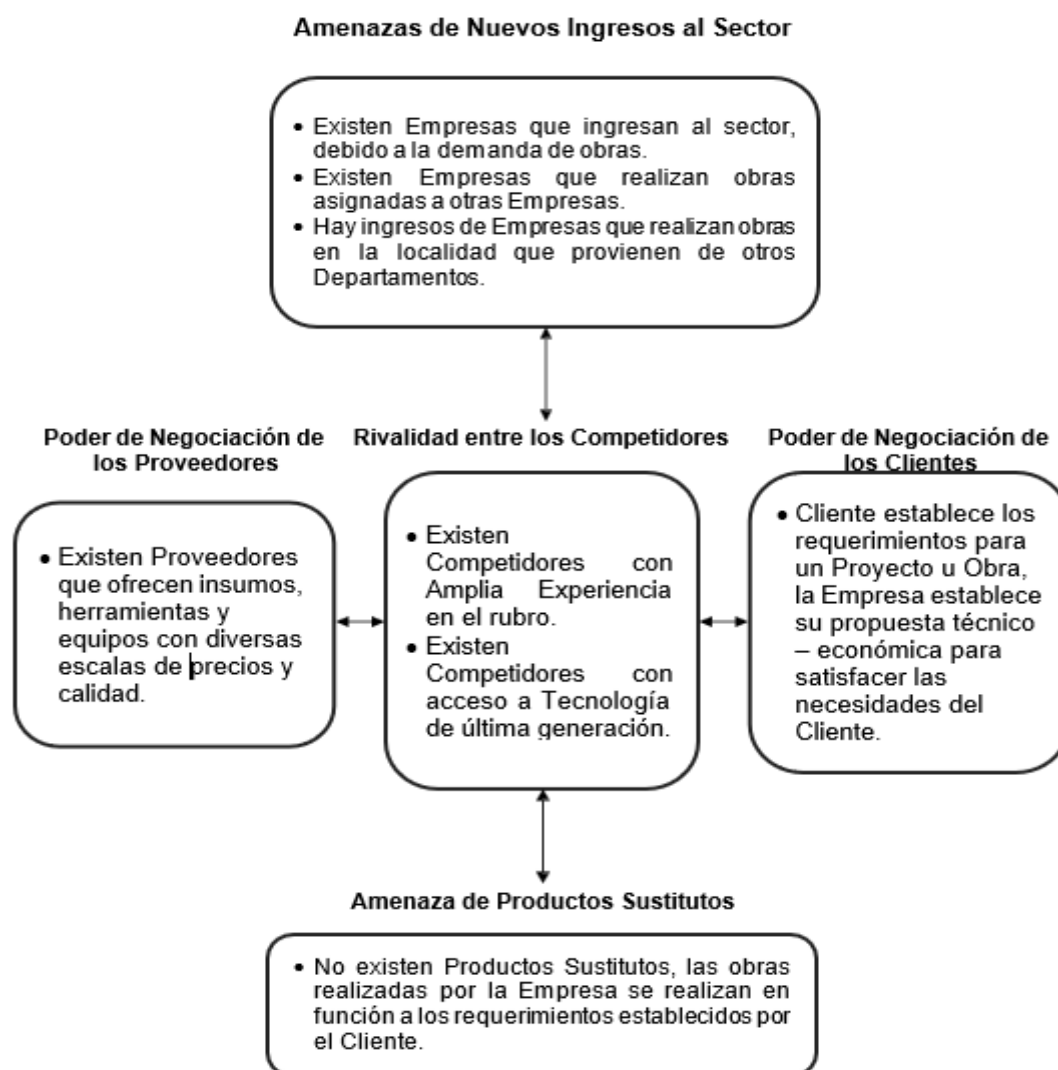 Amenazas de Nuevos Ingresos al Sector
• Existen Empresas que ingresan al sector,
debido a la demanda de obras.
• Existen Empresas que realizan obras
asignadas a otras Empresas.
• Hay ingresos de Empresas que realizan obras
en la localidad que provienen de otros
Departamentos.
Poder de Negociación de
los Proveedores
• Existen Proveedores
que ofrecen insumos,
herramientas y
equipos con diversas
escalas de precios y
calidad.
Rivalidad entre los Competidores
• Existen
Competidores con
Amplia Experiencia
en el rubro.
• Existen
Competidores con
acceso a Tecnología
de última generación.
Poder de Negociación de
los Clientes
• Cliente establece los
requerimientos para
un Proyecto u Obra,
la Empresa establece
su propuesta técnico
– económica para
satisfacer las
necesidades del
Cliente.
Amenaza de Productos Sustitutos
• No existen Productos Sustitutos, las obras
realizadas por la Empresa se realizan en
función a los requerimientos establecidos por
el Cliente.